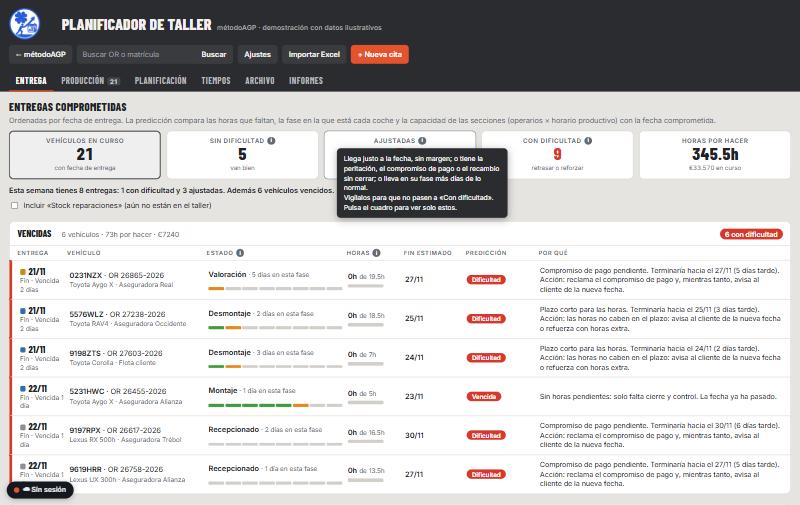 PLANIFICADOR DE TALLER métodoAGP · demostración con datos ilustrativos
← métodoAGP Buscar OR o matrícula Buscar Ajustes Importar Excel + Nueva cita
ENTREGA PRODUCCIÓN 21 PLANIFICACIÓN TIEMPOS ARCHIVO INFORMES
ENTREGAS COMPROMETIDAS
Ordenadas por fecha de entrega. La predicción compara las horas que faltan, la fase en la que está cada coche y la capacidad de las secciones (operarios × horario productivo) con la fecha comprometida.
VEHÍCULOS EN CURSO
21
con fecha de entrega
SIN DIFICULTAD i
5
van bien
AJUSTADAS i
CON DIFICULTAD i
9
retrasar o reforzar
HORAS POR HACER
345.5h
€33.570 en curso
Llega justo a la fecha, sin margen; o tiene la
peritación, el compromiso de pago o el recambio
sin cerrar; o lleva en su fase más días de lo
normal.
Vigílalos para que no pasen a «Con dificultad».
Pulsa el cuadro para ver solo estos.
Esta semana tienes 8 entregas: 1 con dificultad y 3 ajustadas. Además 6 vehículos vencidos.
Incluir «Stock reparaciones» (aún no están en el taller)
VENCIDAS 6 vehículos · 73h por hacer · €7240 6 con dificultad
ENTREGA VEHÍCULO ESTADO i HORAS i FIN ESTIMADO PREDICCIÓN POR QUÉ
21/11
Fin · Vencida
2 días
0231NZX · OR 26865-2026
Toyota Aygo X · Aseguradora Real
Valoración · 5 días en esta fase
0h de 19.5h
27/11
Dificultad
Compromiso de pago pendiente. Terminaría hacia el 27/11 (5 días tarde).
Acción: reclama el compromiso de pago y, mientras tanto, avisa al
cliente de la nueva fecha.
21/11
Fin · Vencida
2 días
5576WLZ · OR 27238-2026
Toyota RAV4 · Aseguradora Occidente
Desmontaje · 2 días en esta fase
0h de 18.5h
25/11
Dificultad
Plazo corto para las horas. Terminaría hacia el 25/11 (3 días tarde).
Acción: las horas no caben en el plazo: avisa al cliente de la nueva fecha
o refuerza con horas extra.
21/11
Fin · Vencida
2 días
9198ZTS · OR 27603-2026
Toyota Corolla · Flota cliente
Desmontaje · 3 días en esta fase
0h de 7h
24/11
Dificultad
Plazo corto para las horas. Terminaría hacia el 24/11 (2 días tarde).
Acción: las horas no caben en el plazo: avisa al cliente de la nueva fecha
o refuerza con horas extra.
22/11
Fin · Vencida 1
día
5231HWC · OR 26455-2026
Toyota Aygo X · Aseguradora Alianza
Montaje · 1 día en esta fase
0h de 5h
23/11
Vencida
Sin horas pendientes: solo falta cierre y control. La fecha ya ha pasado.
22/11
Fin · Vencida 1
día
9197RPX · OR 26617-2026
Lexus RX 500h · Aseguradora Trébol
Recepcionado · 2 días en esta fase
0h de 16.5h
30/11
Dificultad
Compromiso de pago pendiente. Terminaría hacia el 30/11 (6 días tarde).
Acción: reclama el compromiso de pago y, mientras tanto, avisa al
cliente de la nueva fecha.
22/11
Fin · Vencida 1
9619HRR · OR 26758-2026
Lexus UX 300h · Aseguradora Alianza
Recepcionado · 1 día en esta fase
0h de 13.5h
27/11
Dificultad
Compromiso de pago pendiente. Terminaría hacia el 27/11 (5 días tarde).
Acción: reclama el compromiso de pago y, mientras tanto, avisa al
cliente de la nueva fecha.
Sin sesión